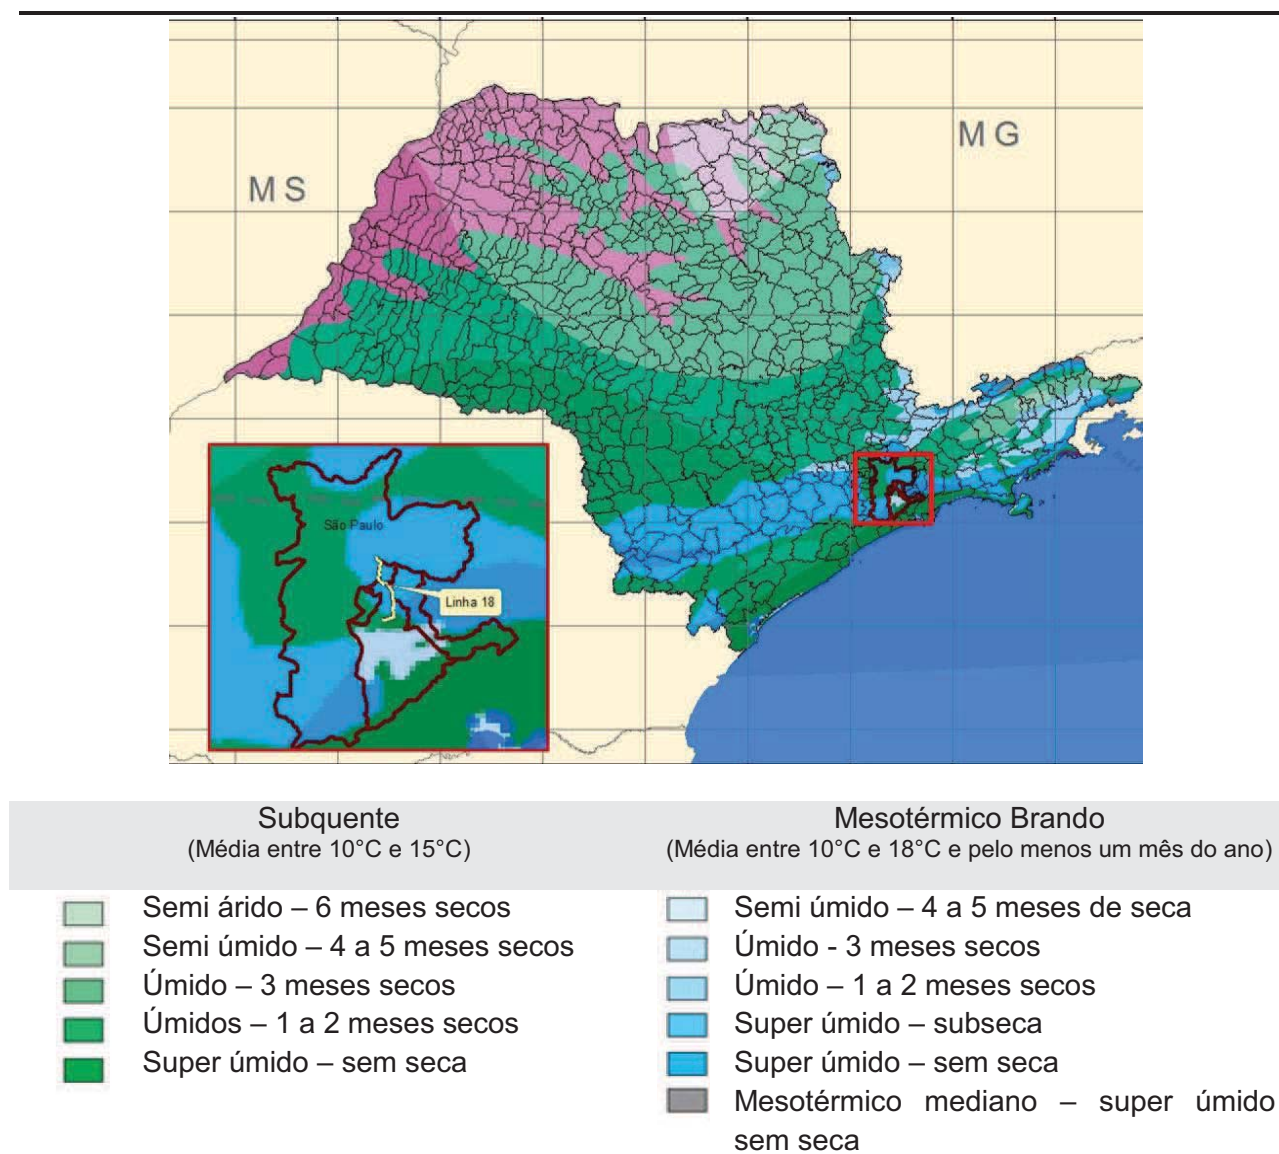 MG
MS
São Paulo
Linha 18
Subquente
(Média entre 10°C e 15°C)
Semi árido – 6 meses secos
Semi úmido – 4 a 5 meses secos
Úmido – 3 meses secos
Úmidos – 1 a 2 meses secos
Super úmido – sem seca
Mesotérmico Brando
(Média entre 10°C e 18°C e pelo menos um mês do ano)
Semi úmido – 4 a 5 meses de seca
Úmido - 3 meses secos
Úmido – 1 a 2 meses secos
Super úmido – subseca
Super úmido – sem seca
Mesotérmico mediano – super úmido
sem seca